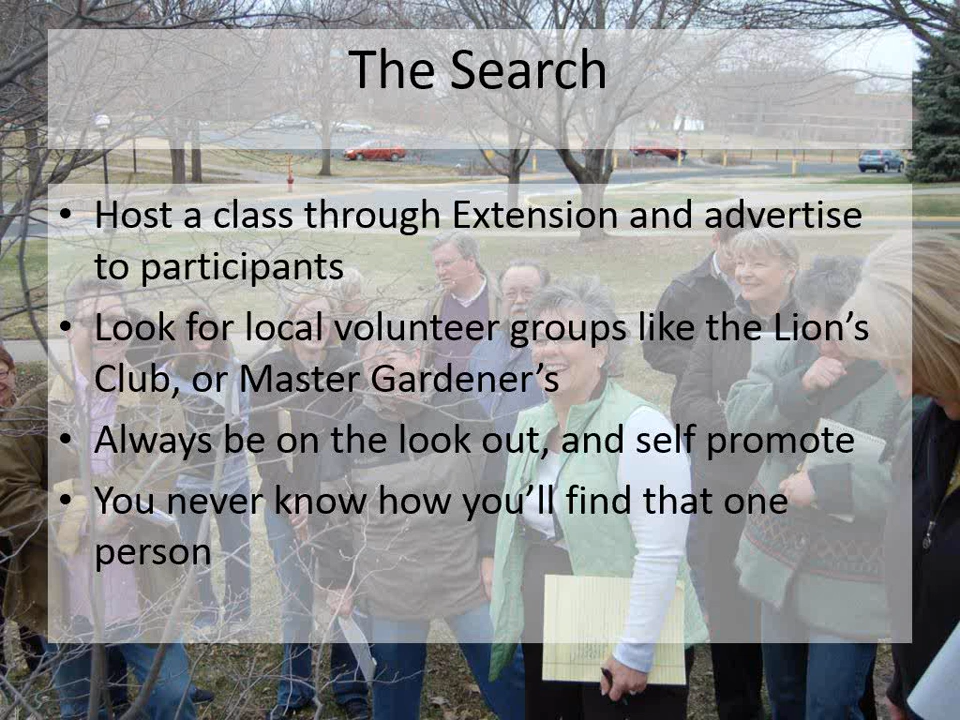 The Search
• Host a class through Extension and advertise
to participants
• Look for local volunteer groups like the Lion’s
Club, or Master Gardener’s
• Always be on the look out, and self promote
• You never know how you’ll find that one
person